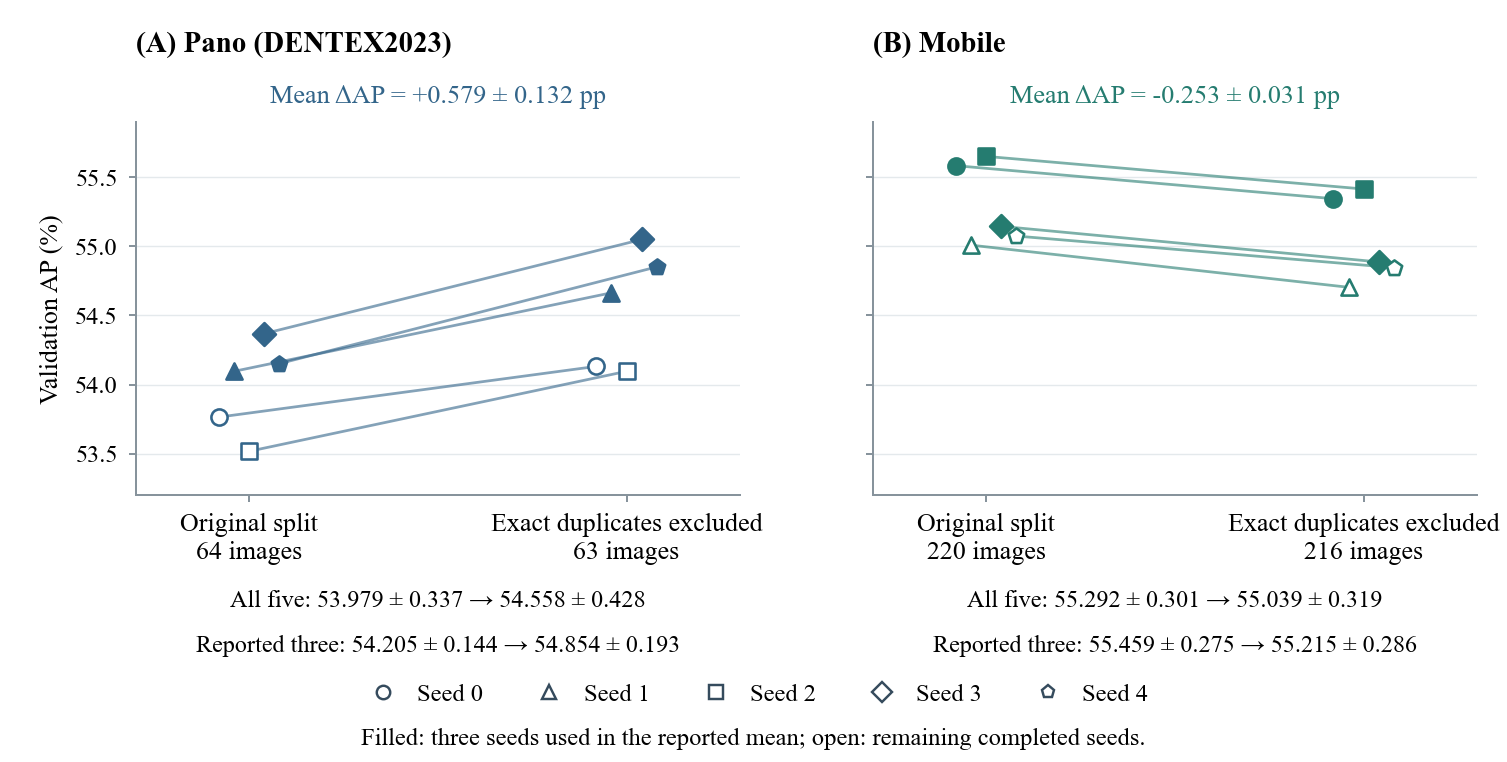 (A) Pano (DENTEX2023)
Mean ΔAP = +0.579 ± 0.132 pp
Validation AP (%)
55.5
55.0
54.5
54.0
53.5
Original split
64 images
Exact duplicates excluded
63 images
All five: 53.979 ± 0.337 → 54.558 ± 0.428
Reported three: 54.205 ± 0.144 → 54.854 ± 0.193
(B) Mobile
Mean ΔAP = -0.253 ± 0.031 pp
Original split
220 images
Exact duplicates excluded
216 images
All five: 55.292 ± 0.301 → 55.039 ± 0.319
Reported three: 55.459 ± 0.275 → 55.215 ± 0.286
Seed 0 Seed 1 Seed 2 Seed 3 Seed 4
Filled: three seeds used in the reported mean; open: remaining completed seeds.